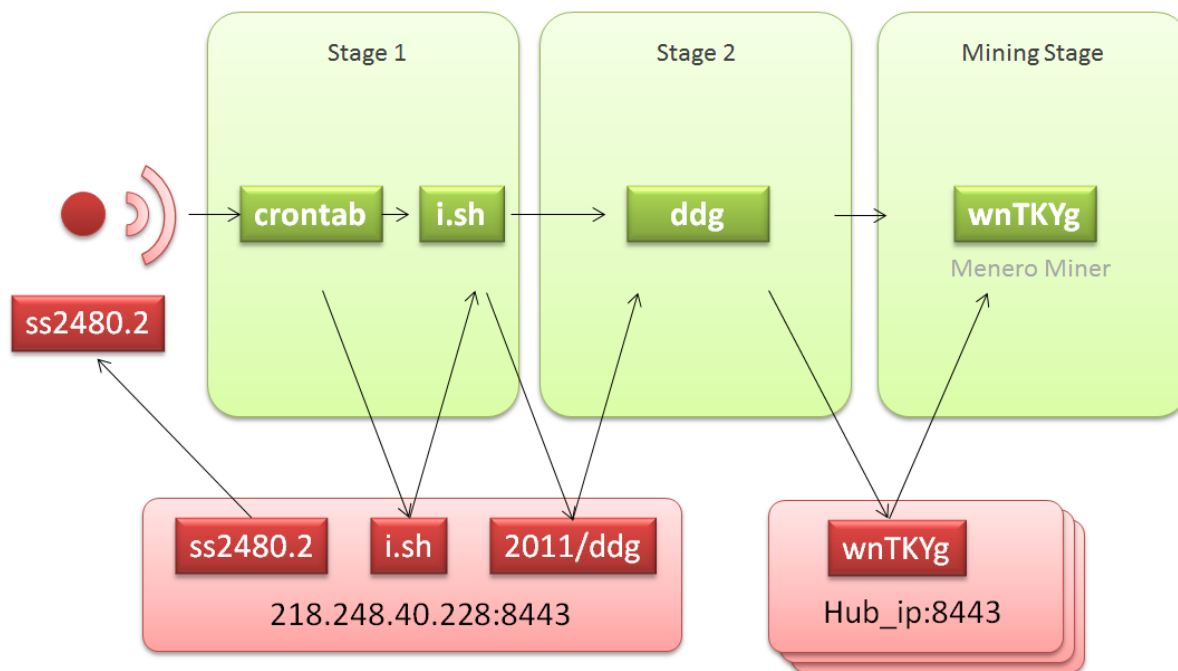 Stage 1
Stage 2
Mining Stage
crontab
i.sh
ddg
wnTKYg
Menero Miner
ss2480.2
ss2480.2
i.sh
2011/ddg
218.248.40.228:8443
wnTKYg
Hub_ip:8443